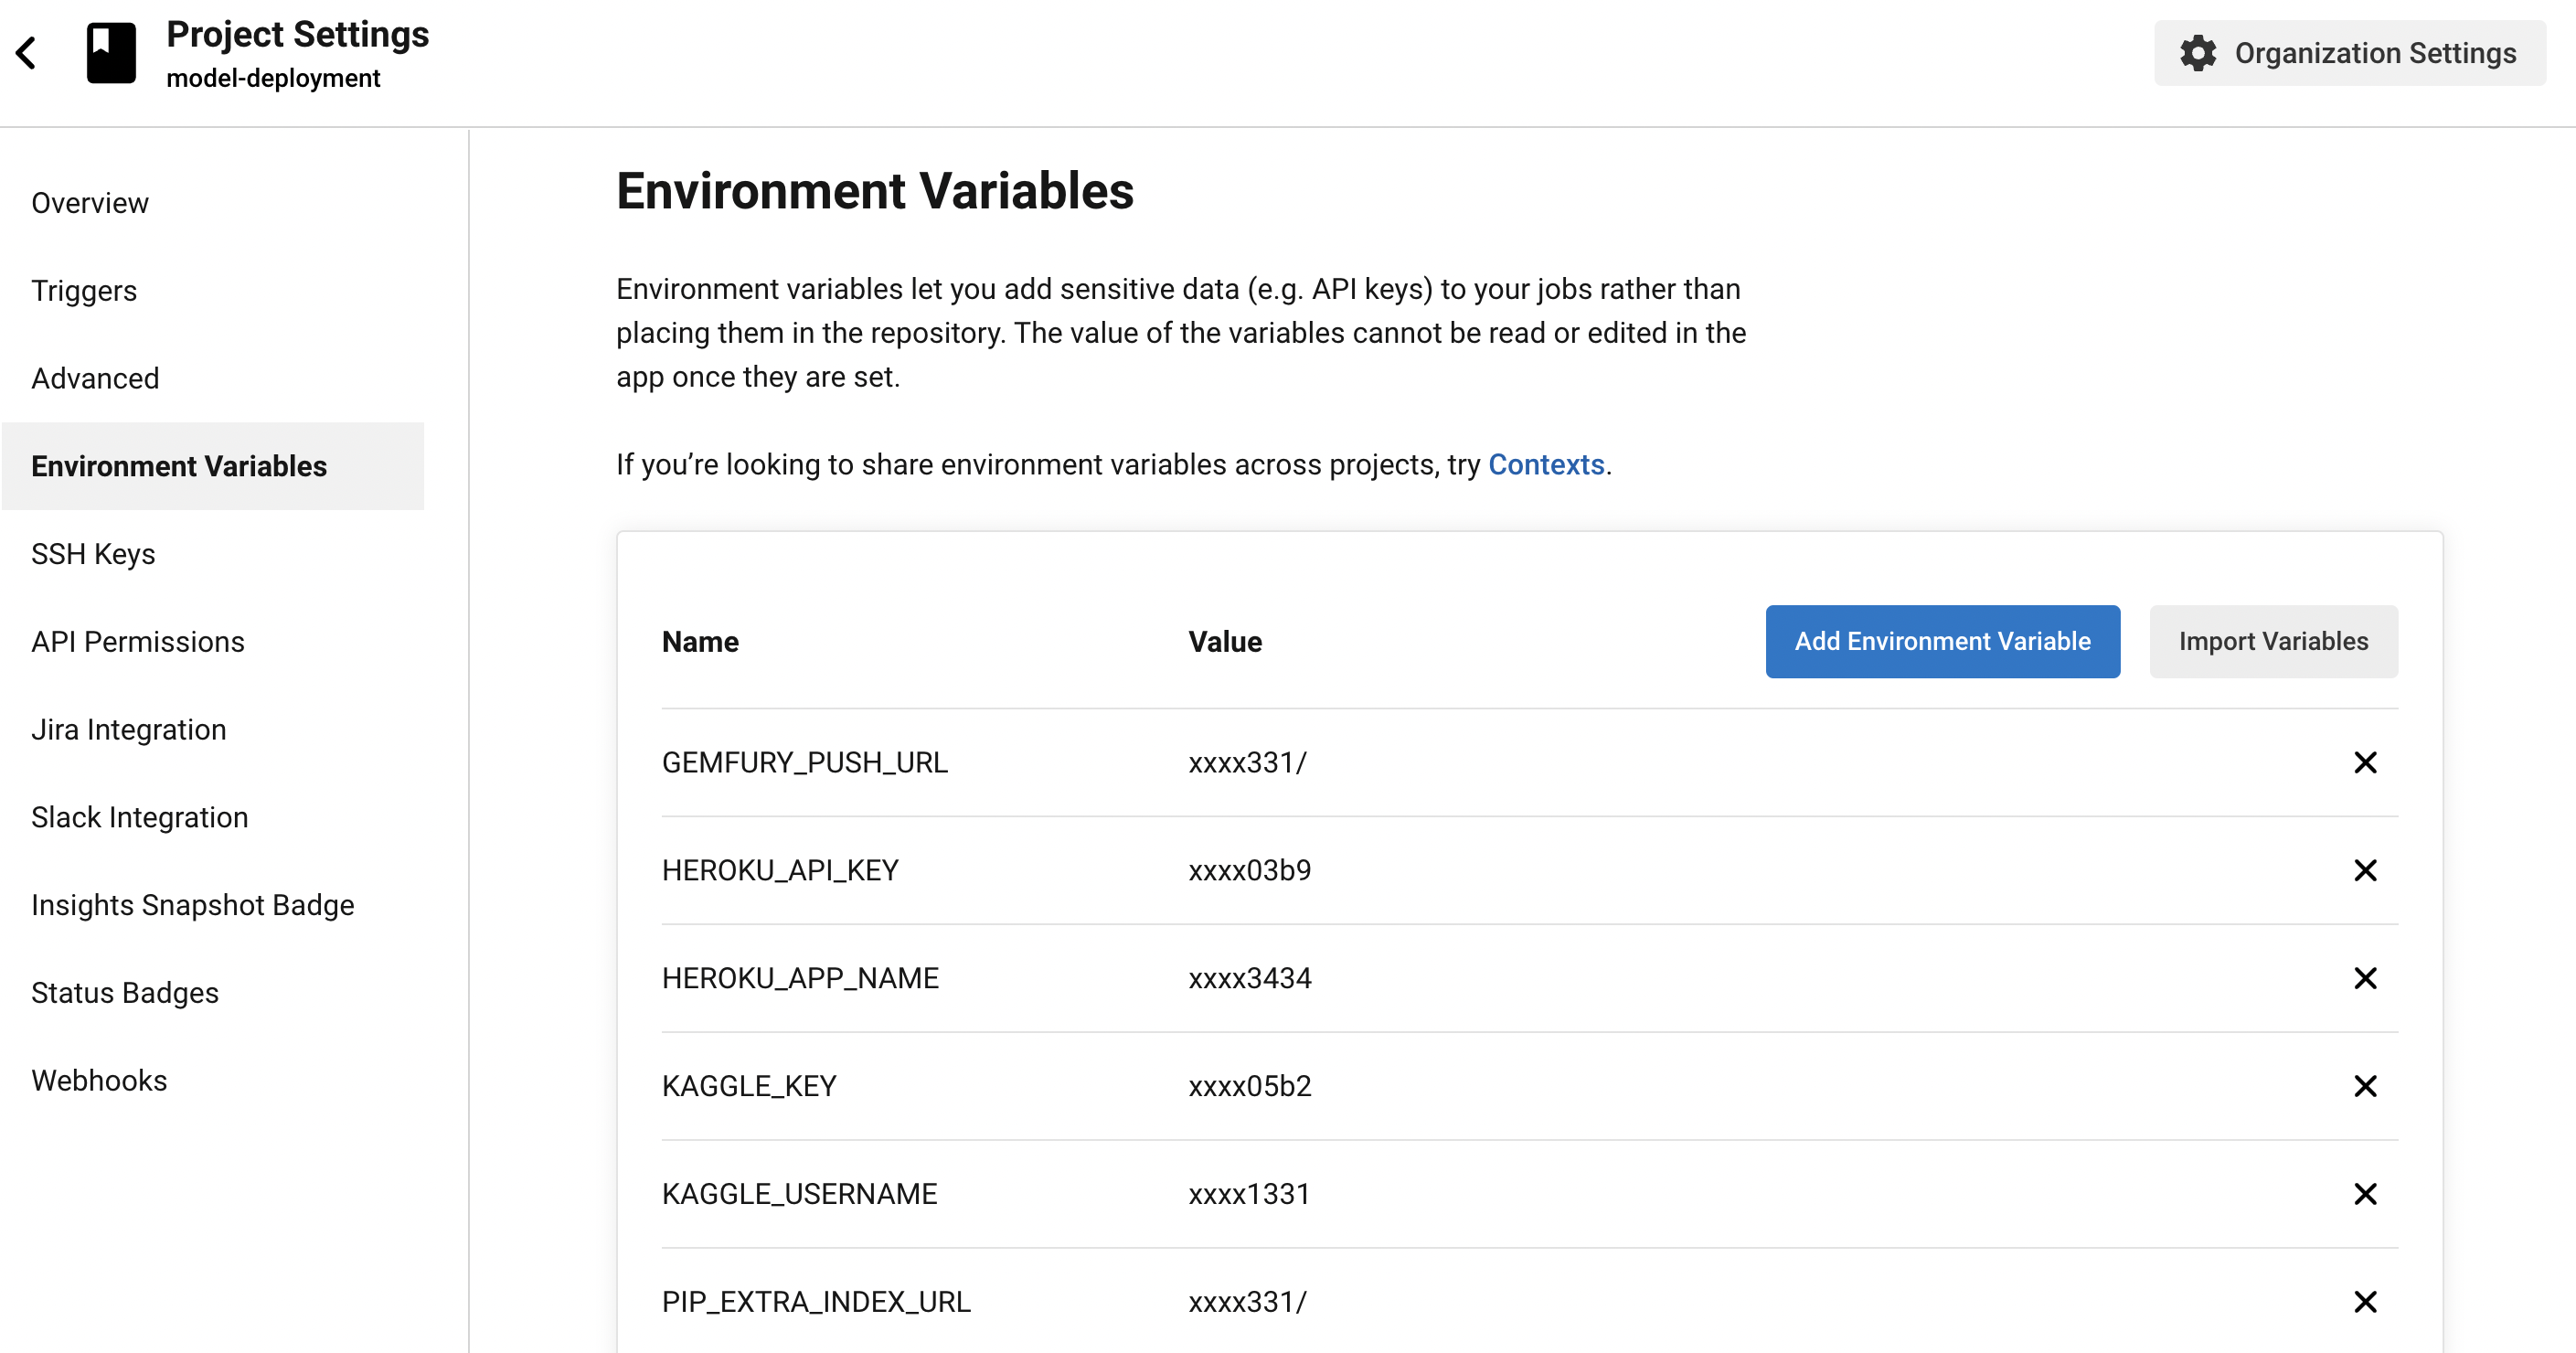 Project Settings
model-deployment
Organization Settings
Overview
Triggers
Advanced
Environment Variables
SSH Keys
API Permissions
Jira Integration
Slack Integration
Insights Snapshot Badge
Status Badges
Webhooks
Environment Variables
Environment variables let you add sensitive data (e.g. API keys) to your jobs rather than
placing them in the repository. The value of the variables cannot be read or edited in the
app once they are set.
If you’re looking to share environment variables across projects, try Contexts.
Name Value Add Environment Variable Import Variables
GEMFURY_PUSH_URL xxxx331/
HEROKU_API_KEY xxxx03b9
HEROKU_APP_NAME xxxx3434
KAGGLE_KEY xxxx05b2
KAGGLE_USERNAME xxxx1331
PIP_EXTRA_INDEX_URL xxxx331/